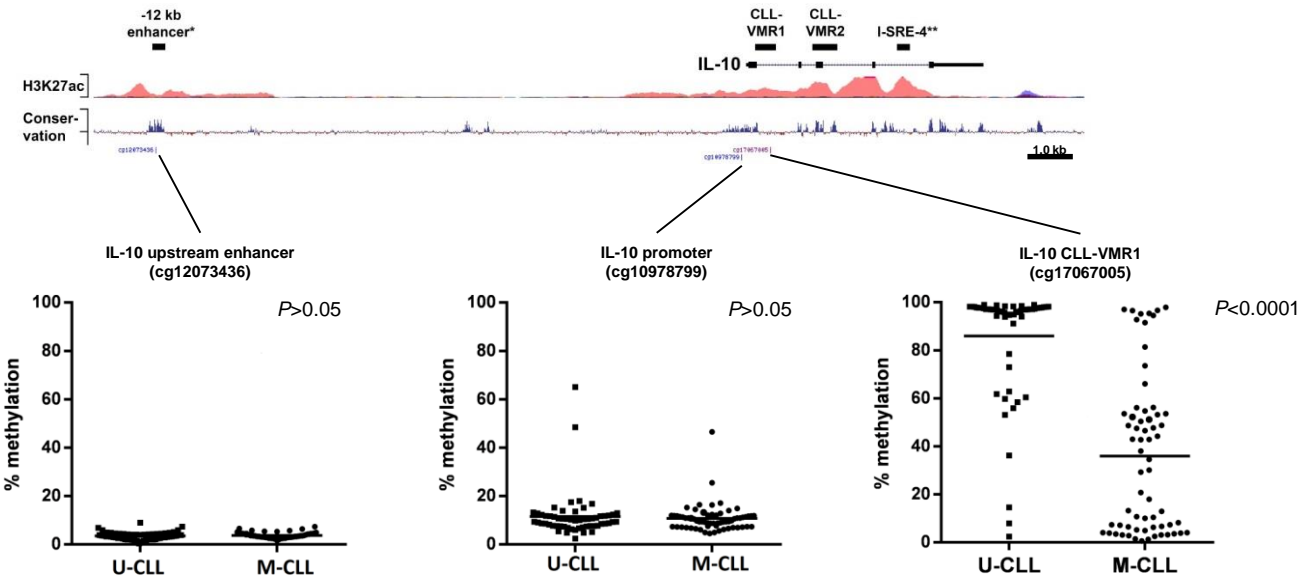 -12 kb
enhancer*
CLL-
VMR1
CLL-
VMR2
I-SRE-4**
IL-10
H3K27ac
Conser-
vation
cg12073436
cg17067005
cg10978799
1.0 kb
IL-10 upstream enhancer
(cg12073436)
IL-10 promoter
(cg10978799)
IL-10 CLL-VMR1
(cg17067005)
% methylation
100
80
60
40
20
0
P>0.05
U-CLL
M-CLL
% methylation
100
80
60
40
20
0
P>0.05
U-CLL
M-CLL
% methylation
100
80
60
40
20
0
P<0.0001
U-CLL
M-CLL